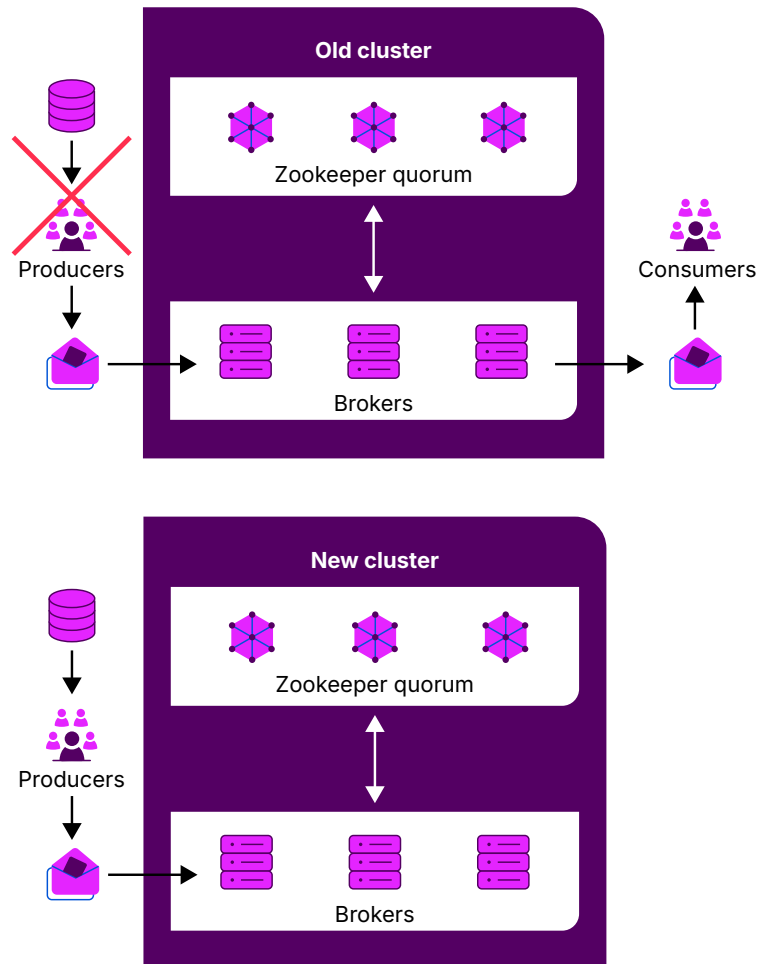 Old cluster
Zookeeper quorum
Producers
Consumers
Brokers
New cluster
Zookeeper quorum
Producers
Brokers